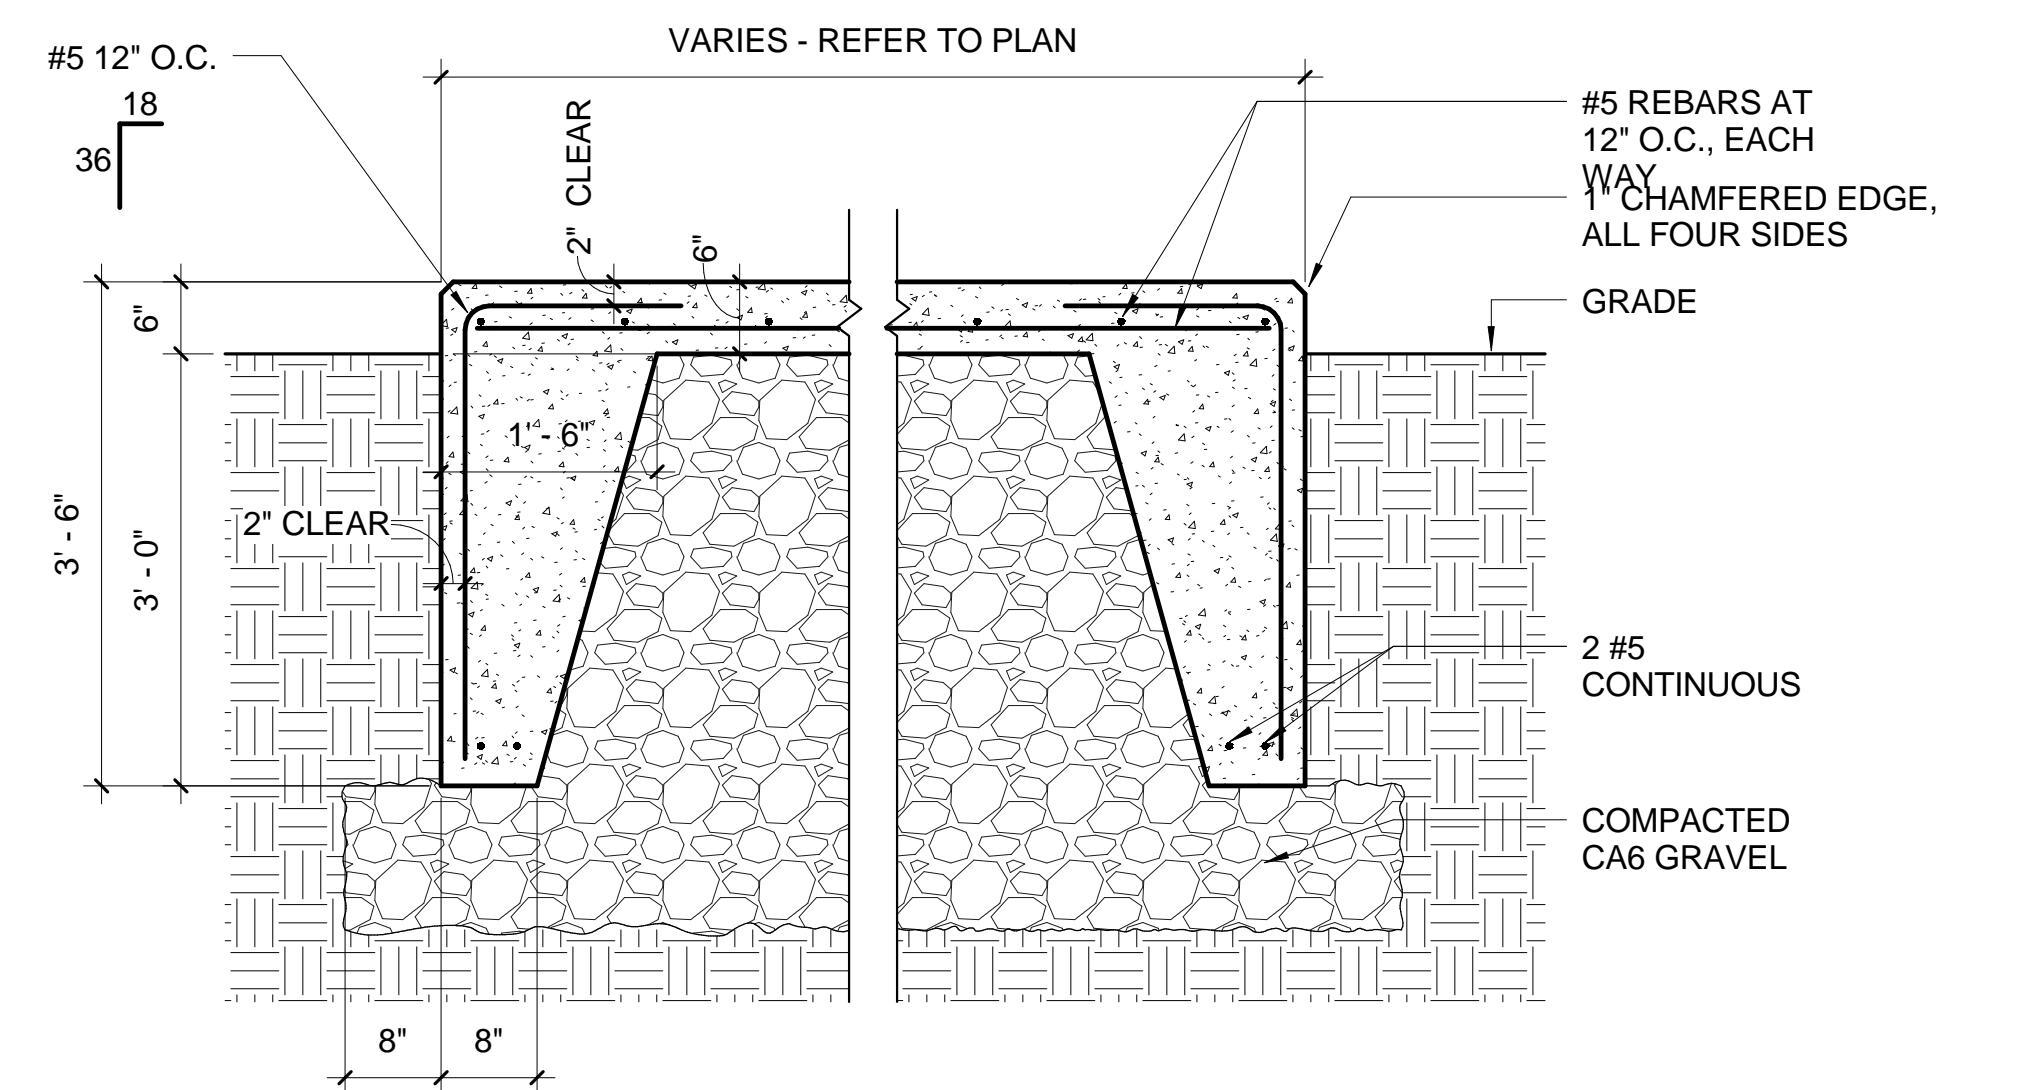 VARIES - REFER TO PLAN
#5 12" O.C.
18
36
2" CLEAR
6"
#5 REBARS AT
12" O.C., EACH
WAY
1" CHAMFERED EDGE,
ALL FOUR SIDES
GRADE
6"
1' - 6"
3' - 6"
3' - 0"
2" CLEAR
2 #5
CONTINUOUS
COMPACTED
CA6 GRAVEL
8"
8"